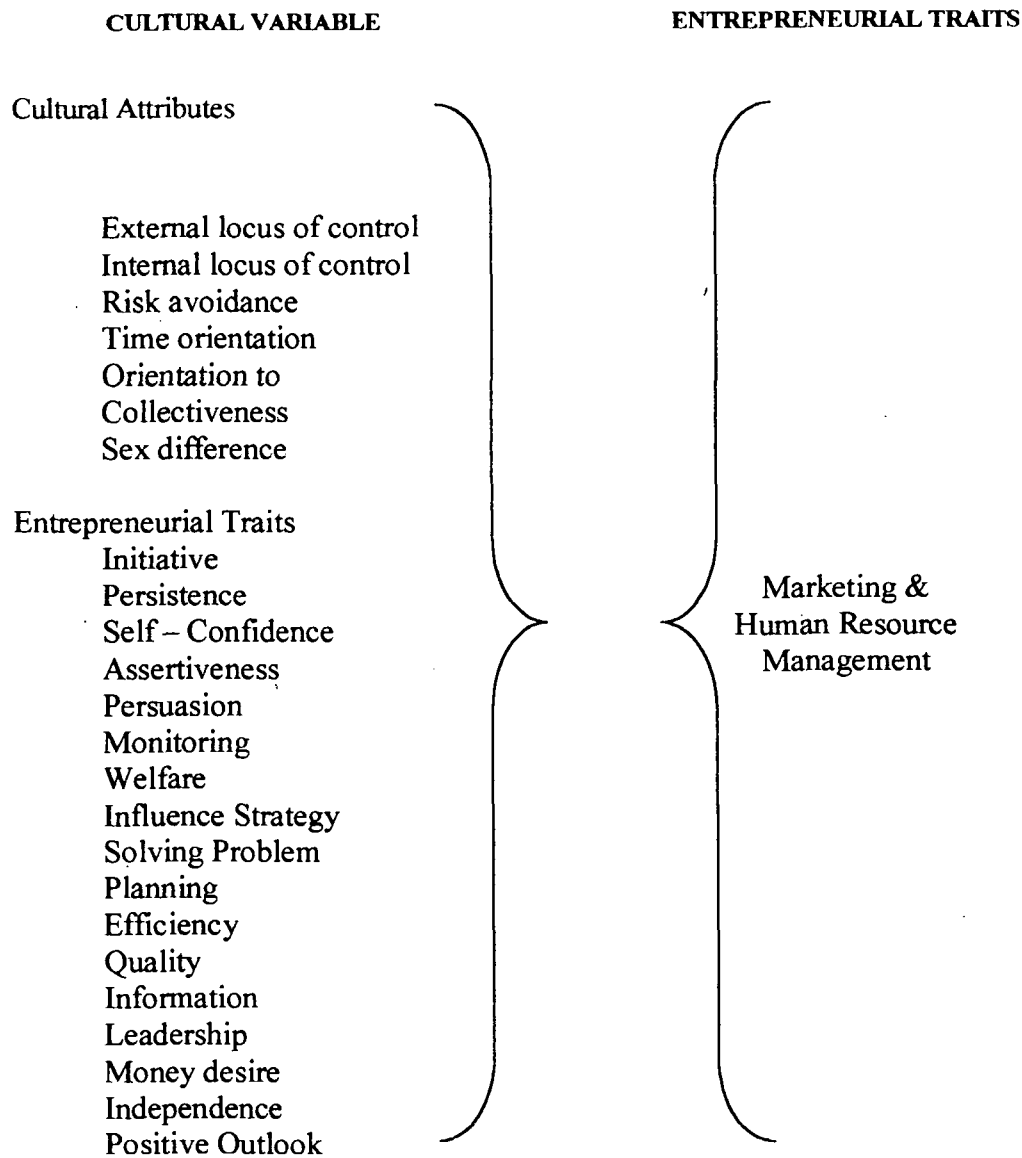 CULTURAL VARIABLE
ENTREPRENEURIAL TRAITS
Cultural Attributes
External locus of control
Internal locus of control
Risk avoidance
Time orientation
Orientation to
Collectiveness
Sex difference
Entrepreneurial Traits
Initiative
Persistence
Self – Confidence
Assertiveness
Persuasion
Monitoring
Welfare
Influence Strategy
Solving Problem
Planning
Efficiency
Quality
Information
Leadership
Money desire
Independence
Positive Outlook
Marketing &
Human Resource
Management